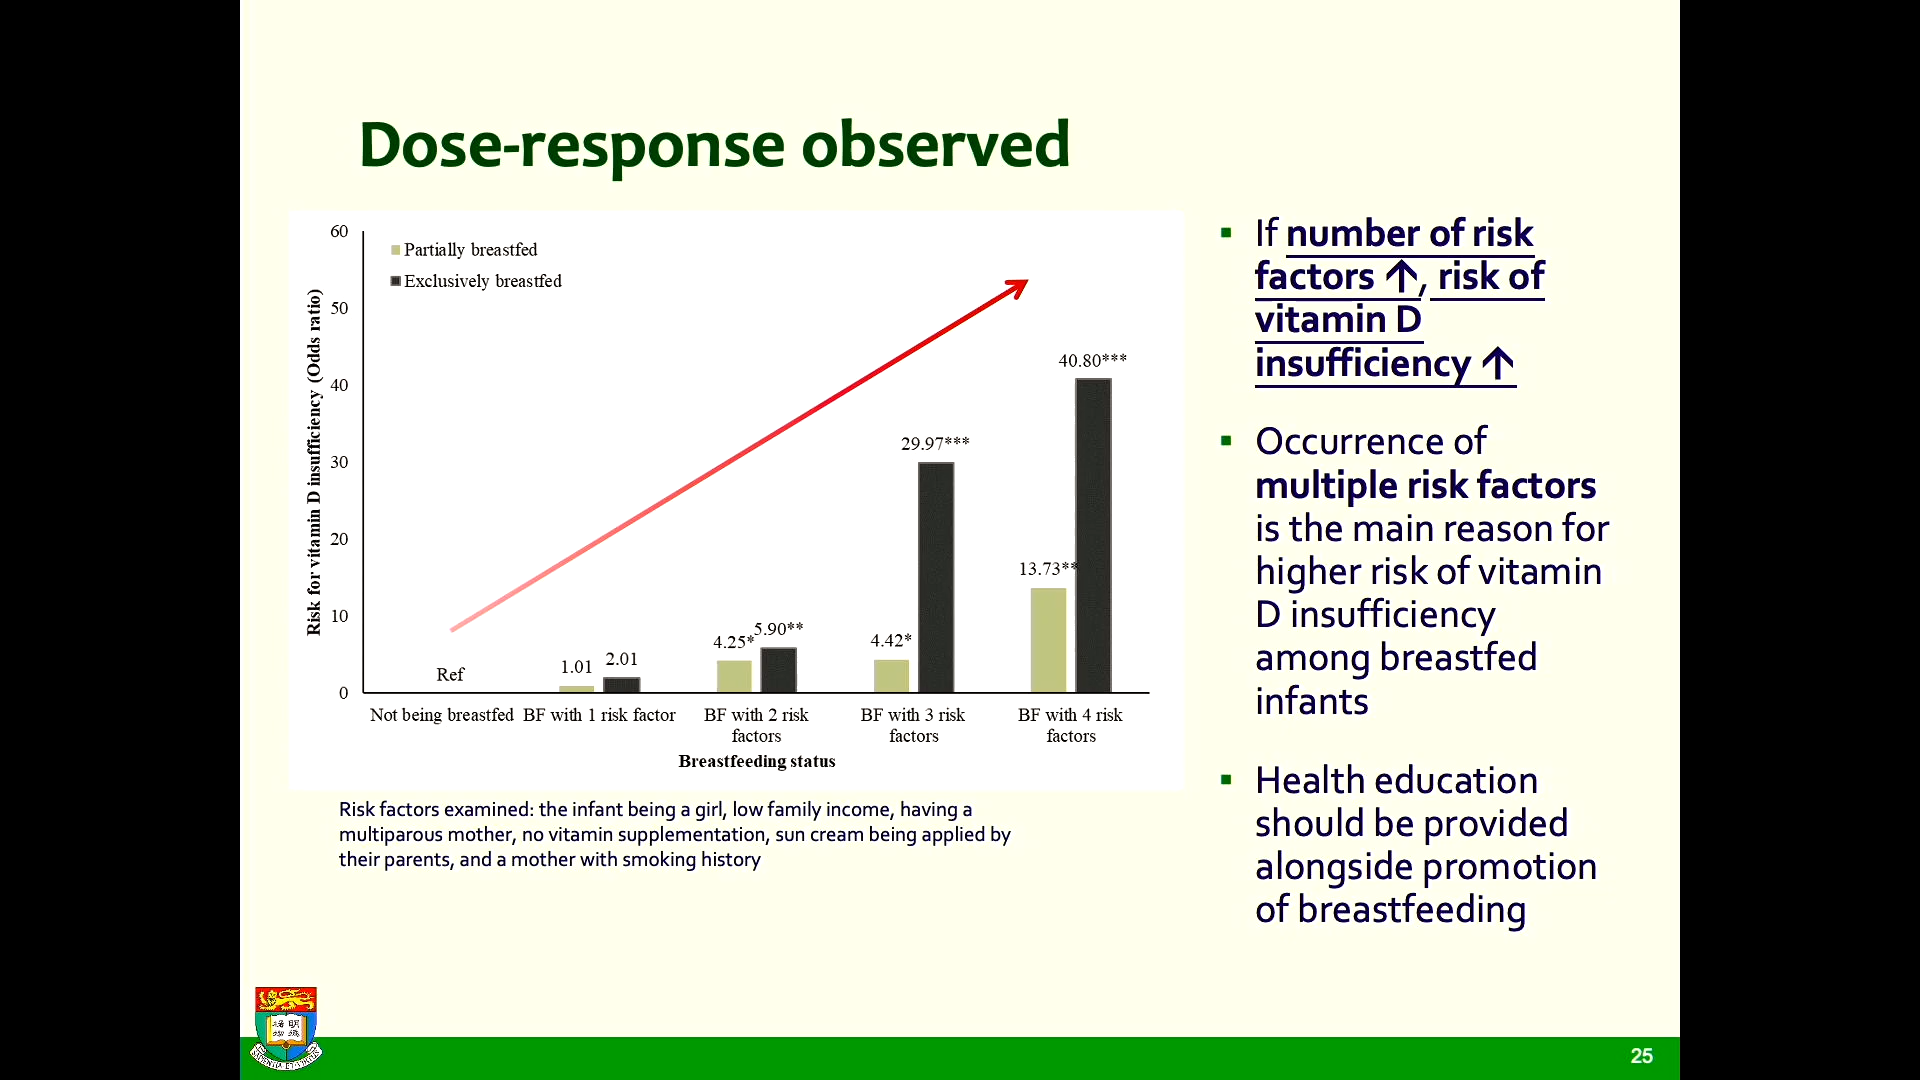 Dose-response observed
60
50
40
30
20
10
0
Risk for vitamin D insufficiency (Odds ratio)
Partially breastfed
Exclusively breastfed
Ref
1.01
2.01
4.25*
5.90**
4.42*
29.97***
13.73**
40.80***
Not being breastfed
BF with 1 risk factor
BF with 2 risk
factors
BF with 3 risk
factors
BF with 4 risk
factors
Breastfeeding status
Risk factors examined: the infant being a girl, low family income, having a
multiparous mother, no vitamin supplementation, sun cream being applied by
their parents, and a mother with smoking history
▪ If number of risk
factors ↑, risk of
vitamin D
insufficiency ↑
▪ Occurrence of
multiple risk factors
is the main reason for
higher risk of vitamin
D insufficiency
among breastfed
infants
▪ Health education
should be provided
alongside promotion
of breastfeeding
25